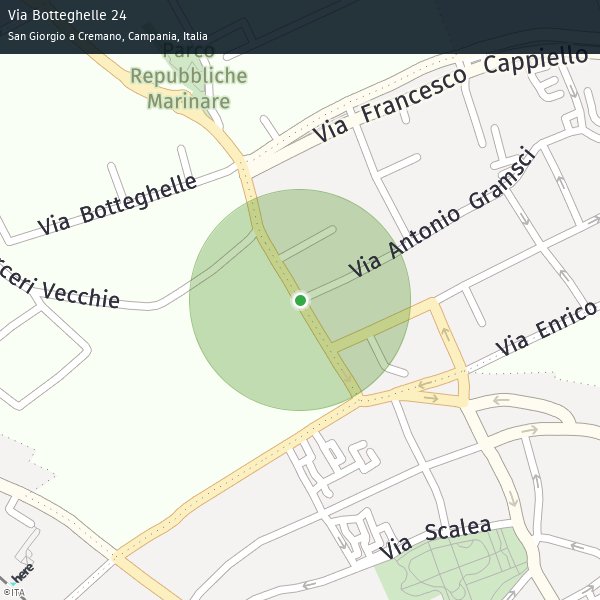 Via Botteghelle 24
San Giorgio a Cremano, Campania, Italia
Parco
Repubbliche
Marinare
Via Francesco Cappiello
Via Botteghelle
Via Antonio Gramsci
rceri Vecchie
Via Enrico
Via Scalea
here
©ITA